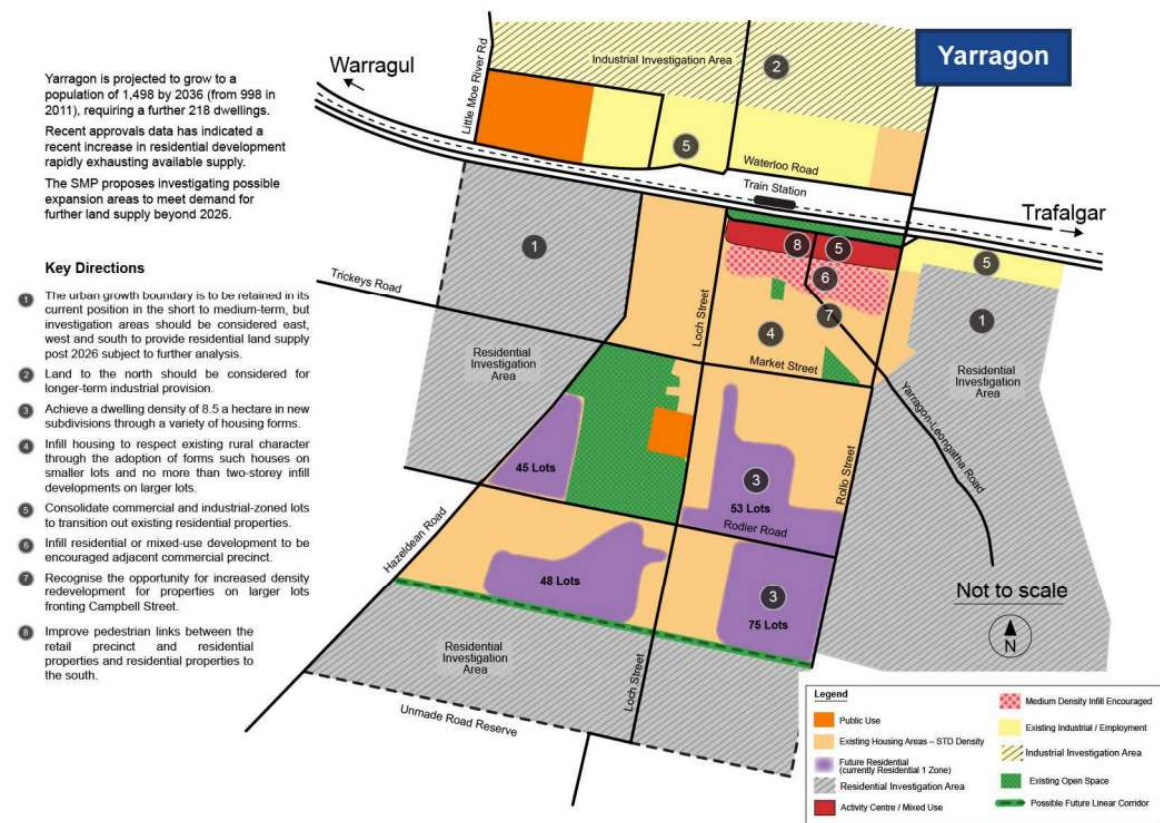 Yarragon
Yarragon is projected to grow to a
population of 1,498 by 2036 (from 998 in
2011), requiring a further 218 dwellings.
Recent approvals data has indicated a
recent increase in residential development
rapidly exhausting available supply.
The SMP proposes investigating possible
expansion areas to meet demand for
further land supply beyond 2026.
Key Directions
1 The urban growth boundary is to be retained in its
current position in the short to medium-term, but
investigation areas should be considered east,
west and south to provide residential land supply
post 2026 subject to further analysis.
2 Land to the north should be considered for
longer-term industrial provision.
3 Achieve a dwelling density of 8.5 a hectare in new
subdivisions through a variety of housing forms.
4 Infill housing to respect existing rural character
through the adoption of forms such houses on
smaller lots and no more than two-storey infill
developments on larger lots.
5 Consolidate commercial and industrial-zoned lots
to transition out existing residential properties.
6 Infill residential or mixed-use development to be
encouraged adjacent commercial precinct.
7 Recognise the opportunity for increased density
redevelopment for properties on larger lots
fronting Campbell Street.
8 Improve pedestrian links between the
retail precinct and residential
properties and residential properties to
the south.
Warragul
Little Moe River Rd
Industrial Investigation Area
2
5
Waterloo Road
Train Station
Trafalgar
1
8
5
5
6
7
4
1
Trickeys Road
Loch Street
Market Street
Residential
Investigation
Area
Residential
Investigation
Area
Yarragon-Leongatha Road
Rollo Street
45 Lots
3
53 Lots
Rodier Road
Hazeldean Road
48 Lots
3
75 Lots
Not to scale
N
Residential
Investigation
Area
Loch Street
Unmade Road Reserve
Legend
Public Use
Existing Housing Areas – STD Density
Future Residential
(currently Residential 1 Zone)
Residential Investigation Area
Activity Centre / Mixed Use
Medium Density Infill Encouraged
Existing Industrial / Employment
Industrial Investigation Area
Existing Open Space
Possible Future Linear Corridor